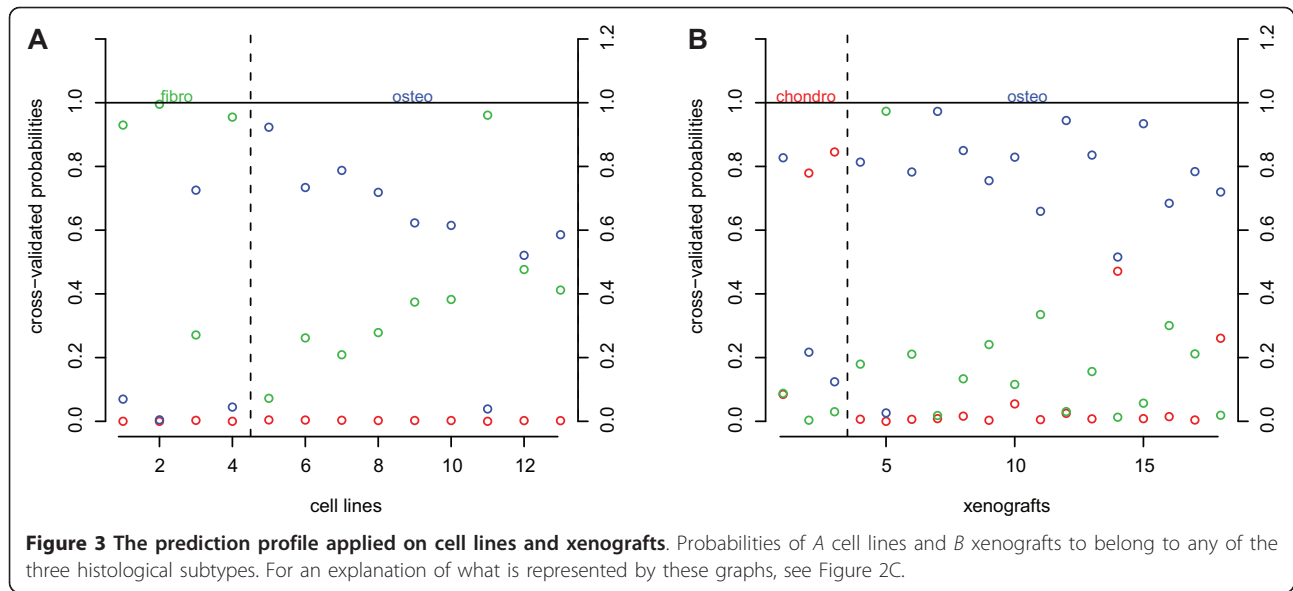 A
B
fibro
osteo
chondro
osteo
cross-validated probabilities
0.0 0.2 0.4 0.6 0.8 1.0
0.0 0.2 0.4 0.6 0.8 1.0 1.2
cross-validated probabilities
0.0 0.2 0.4 0.6 0.8 1.0
0.0 0.2 0.4 0.6 0.8 1.0 1.2
2 4 6 8 10 12
5 10 15
cell lines
xenografts
Figure 3 The prediction profile applied on cell lines and xenografts. Probabilities of A cell lines and B xenografts to belong to any of the
three histological subtypes. For an explanation of what is represented by these graphs, see Figure 2C.